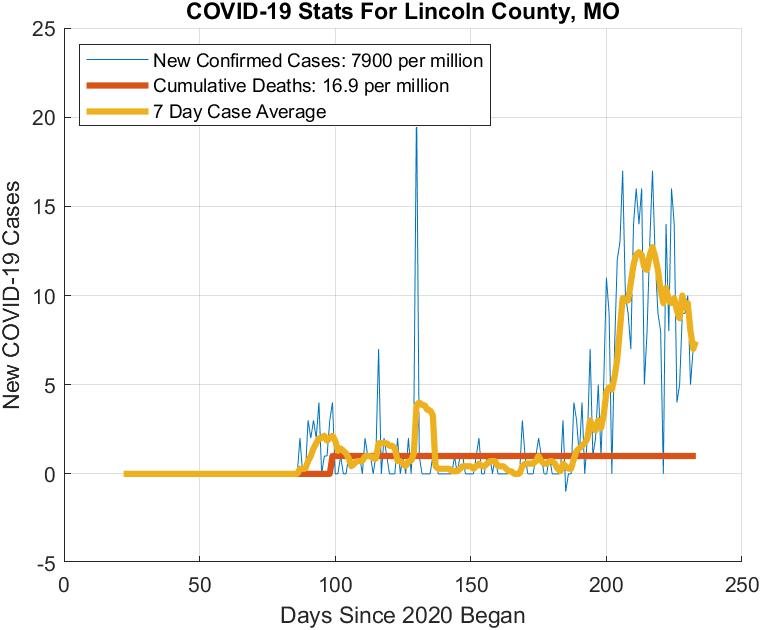 COVID-19 Stats For Lincoln County, MO
25
New Confirmed Cases: 7900 per million
Cumulative Deaths: 16.9 per million
7 Day Case Average
20
15
10
5
0
-5
New COVID-19 Cases
0 50 100 150 200 250
Days Since 2020 Began